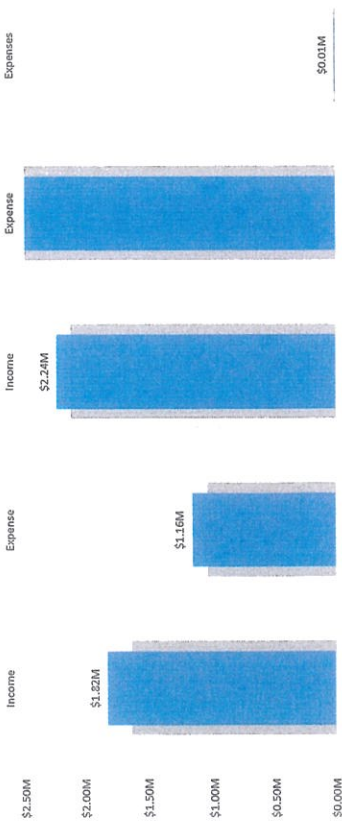 Income Expense Income Expense Expenses
$2.50M
$2.24M
$2.00M
$1.82M
$1.50M
$1.16M
$1.00M
$0.50M
$0.01M
$0.00M